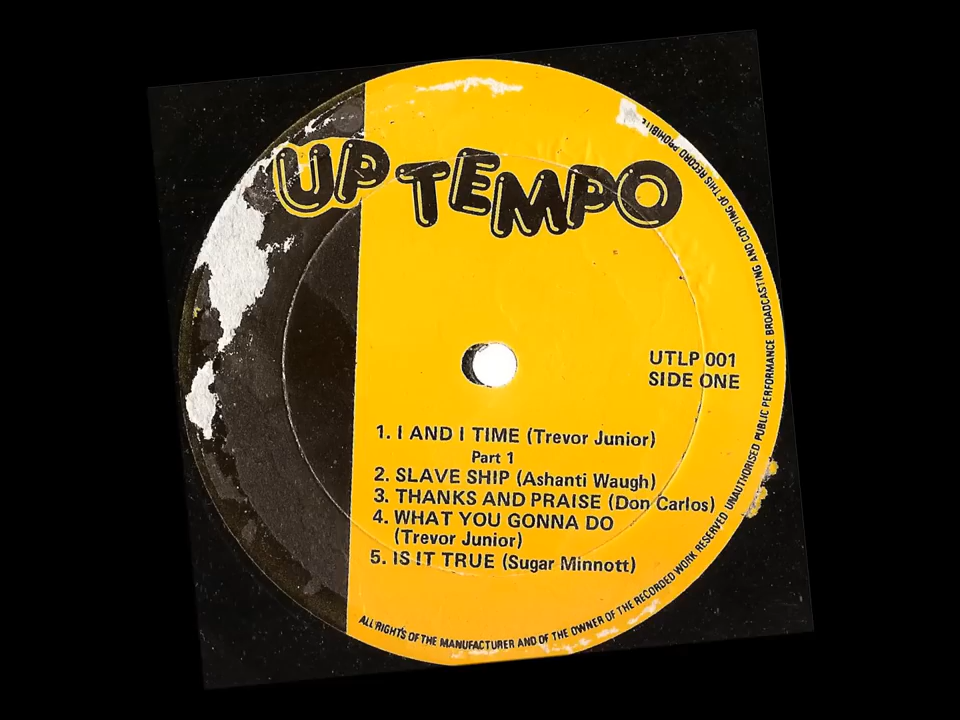 UP TEMPO
UTLP 001
SIDE ONE
1. I AND I TIME (Trevor Junior)
Part 1
2. SLAVE SHIP (Ashanti Waugh)
3. THANKS AND PRAISE (Don Carlos)
4. WHAT YOU GONNA DO
(Trevor Junior)
5. IS IT TRUE (Sugar Minnott)
ALL RIGHTS OF THE MANUFACTURER AND OF THE OWNER OF THE RECORDED WORK RESERVED UNAUTHORISED PUBLIC PERFORMANCE BROADCASTING AND COPYING OF THIS RECORD PROHIBITE